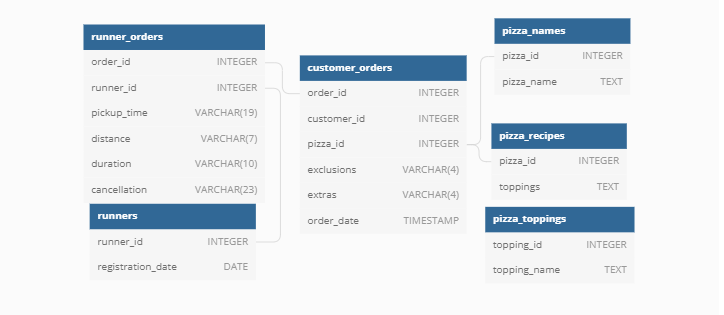 runner_orders
order_id INTEGER
runner_id INTEGER
pickup_time VARCHAR(19)
distance VARCHAR(7)
duration VARCHAR(10)
cancellation VARCHAR(23)
runners
runner_id INTEGER
registration_date DATE
customer_orders
order_id INTEGER
customer_id INTEGER
pizza_id INTEGER
exclusions VARCHAR(4)
extras VARCHAR(4)
order_date TIMESTAMP
pizza_names
pizza_id INTEGER
pizza_name TEXT
pizza_recipes
pizza_id INTEGER
toppings TEXT
pizza_toppings
topping_id INTEGER
topping_name TEXT